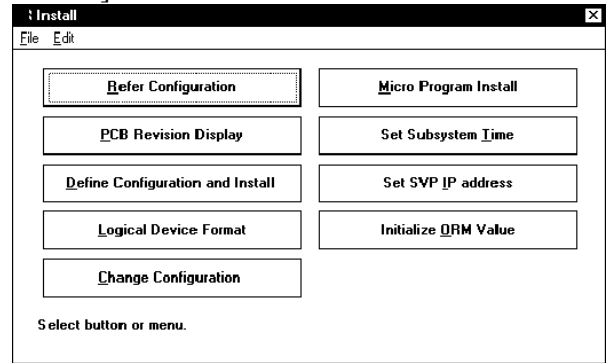 Install
File Edit
Refer Configuration
Micro Program Install
PCB Revision Display
Set Subsystem Time
Define Configuration and Install
Set SVP IP address
Logical Device Format
Initialize ORM Value
Change Configuration
Select button or menu.